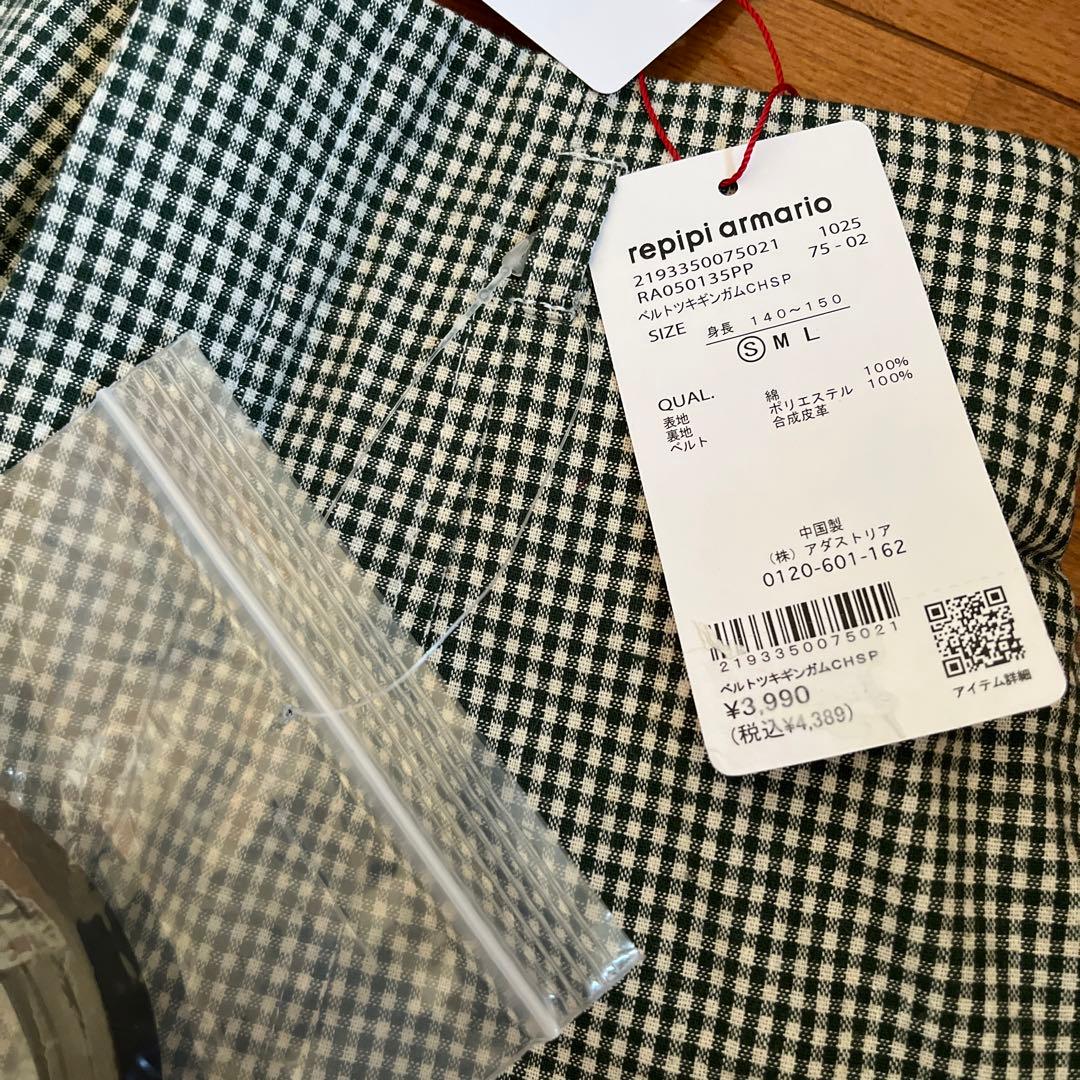 repipi armario
2193350075021 1025
RA050135PP 75-02
ベルトツキギンガムCHSP
SIZE 身長 140～150
S M L
QUAL.
表地 綿 100%
裏地 ポリエステル 100%
ベルト 合成皮革
中国製
(株) アダストリア
0120-601-162
2193350075021
ベルトツキギンガムCHSP
¥3,990
(税込¥4,389)
アイテム詳細